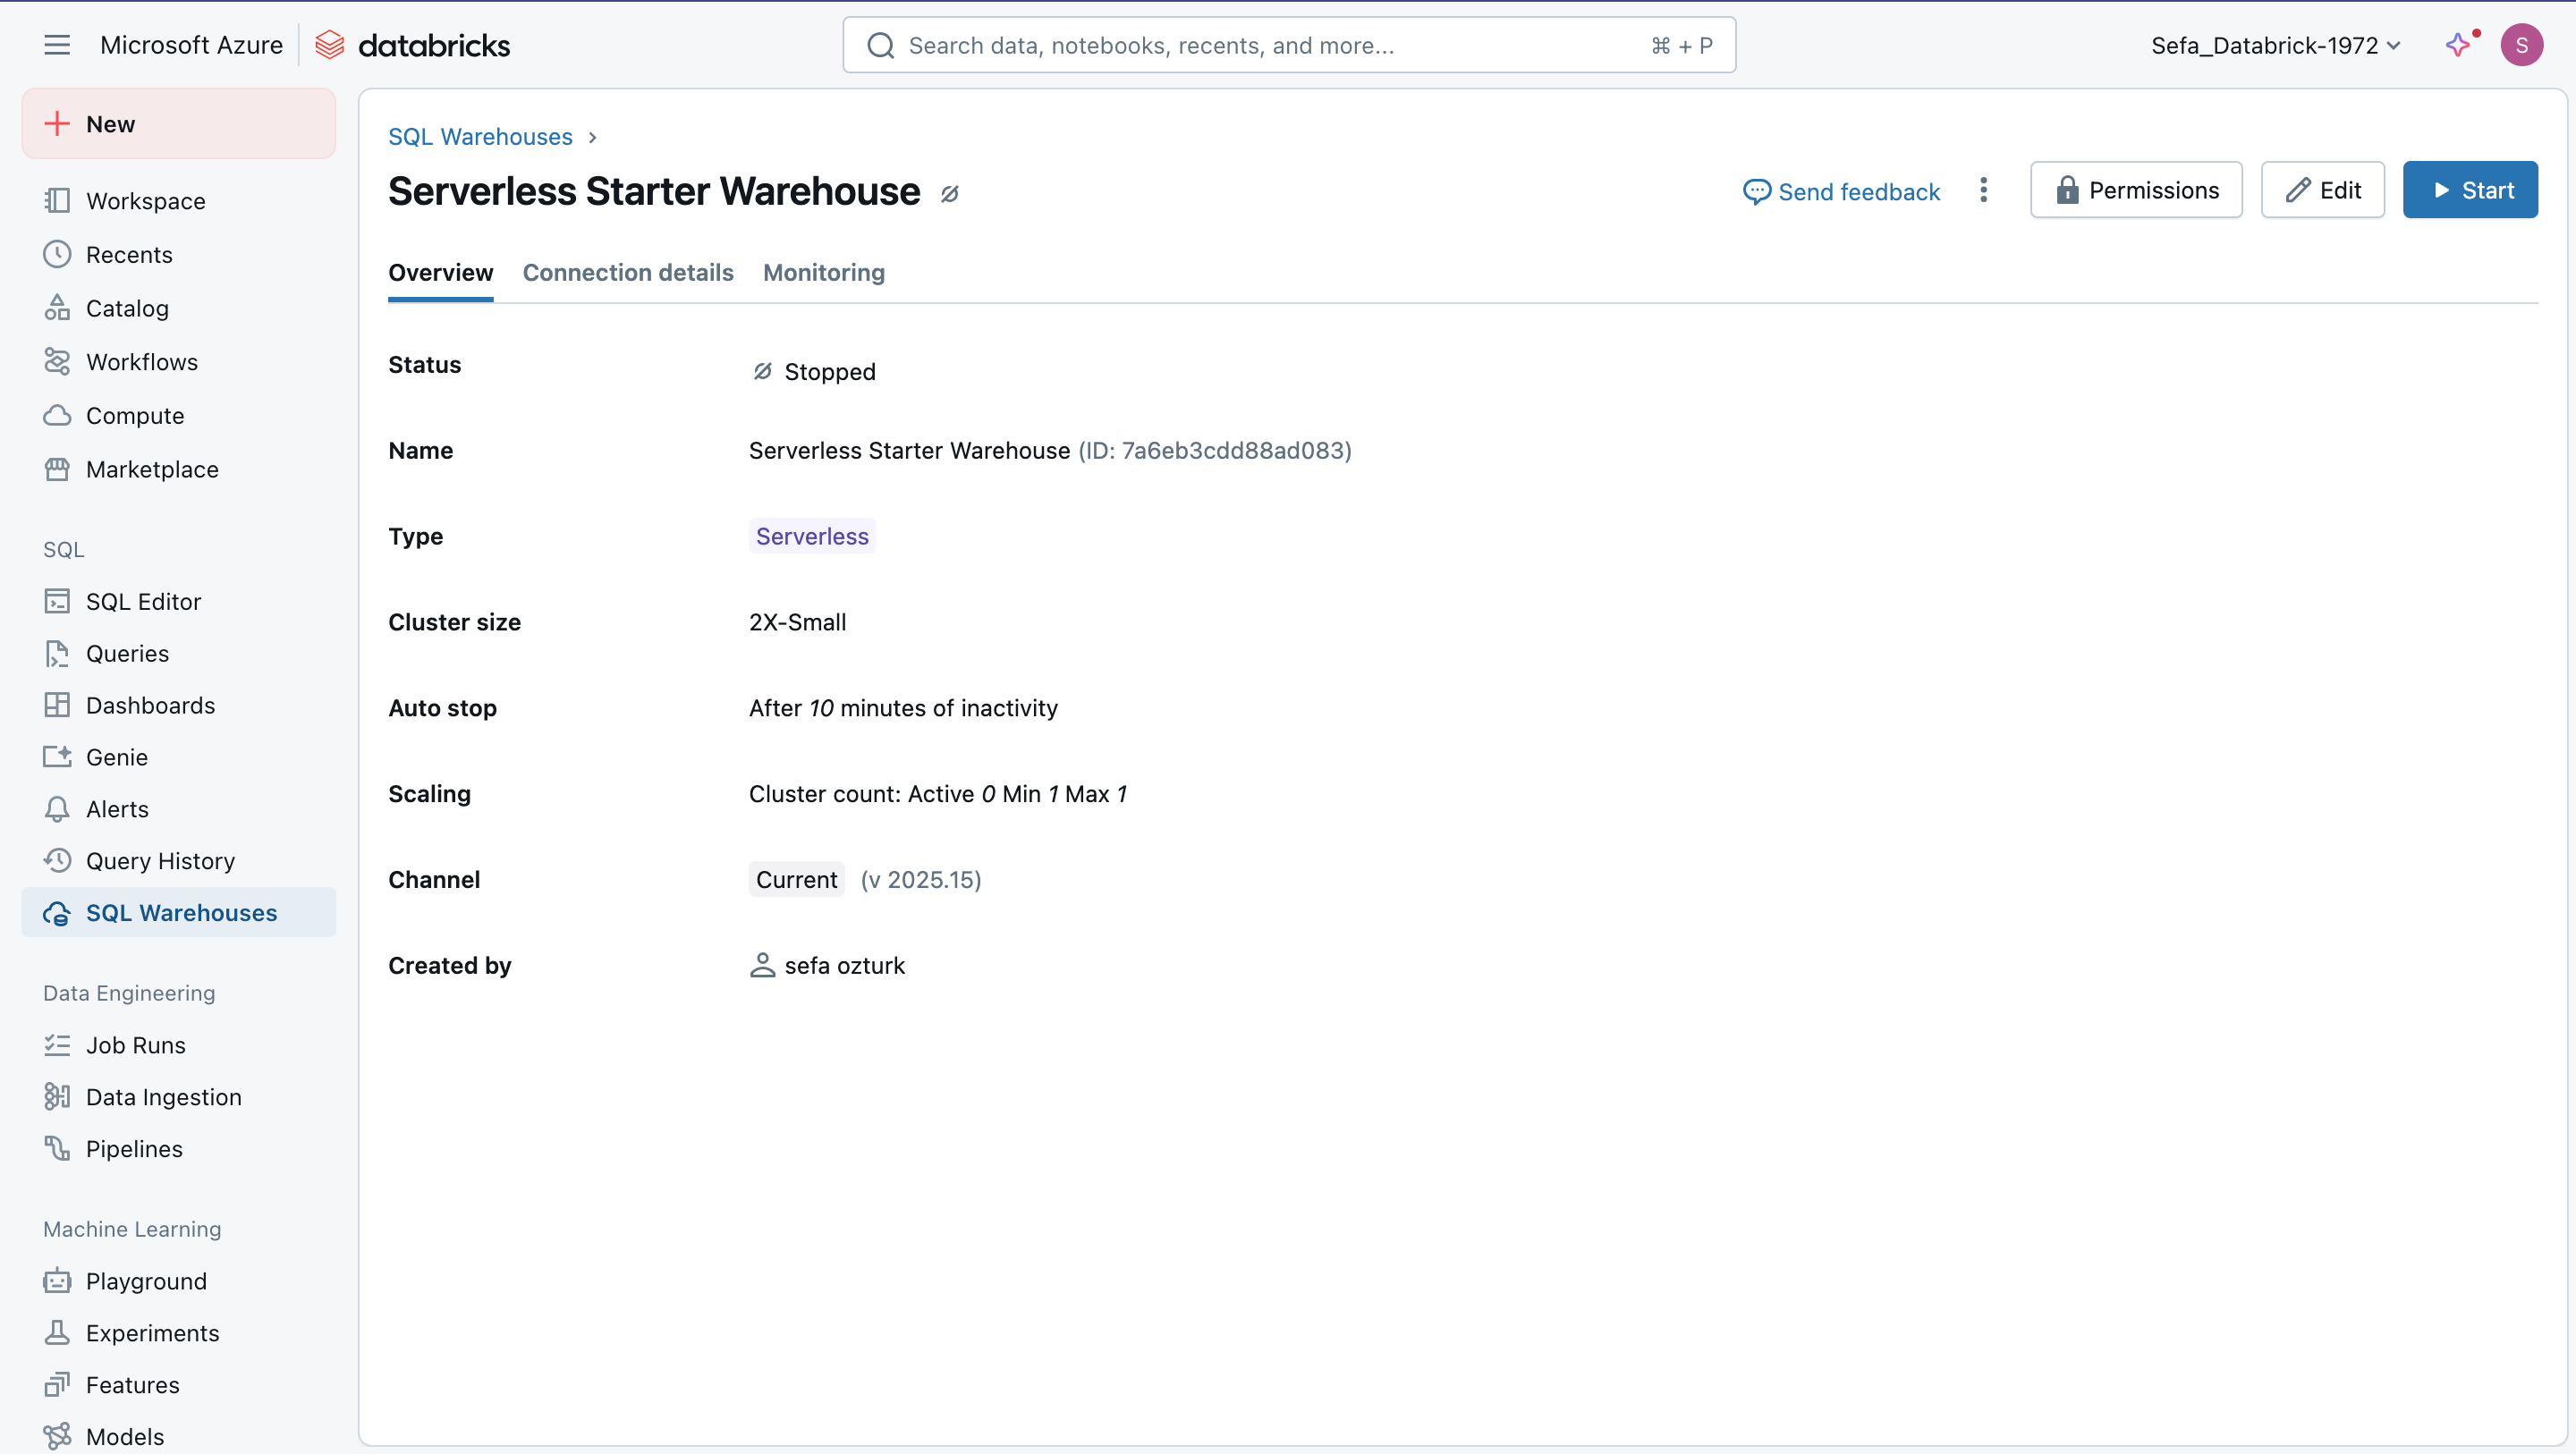 Microsoft Azure databricks
Search data, notebooks, recents, and more... ⌘ + P
Sefa_Databrick-1972
S
New
Workspace
Recents
Catalog
Workflows
Compute
Marketplace
SQL
SQL Editor
Queries
Dashboards
Genie
Alerts
Query History
SQL Warehouses
Data Engineering
Job Runs
Data Ingestion
Pipelines
Machine Learning
Playground
Experiments
Features
Models
SQL Warehouses ›
Serverless Starter Warehouse
Send feedback
Permissions
Edit
Start
Overview Connection details Monitoring
Status Stopped
Name Serverless Starter Warehouse (ID: 7a6eb3cdd88ad083)
Type Serverless
Cluster size 2X-Small
Auto stop After 10 minutes of inactivity
Scaling Cluster count: Active 0 Min 1 Max 1
Channel Current (v 2025.15)
Created by sefa ozturk